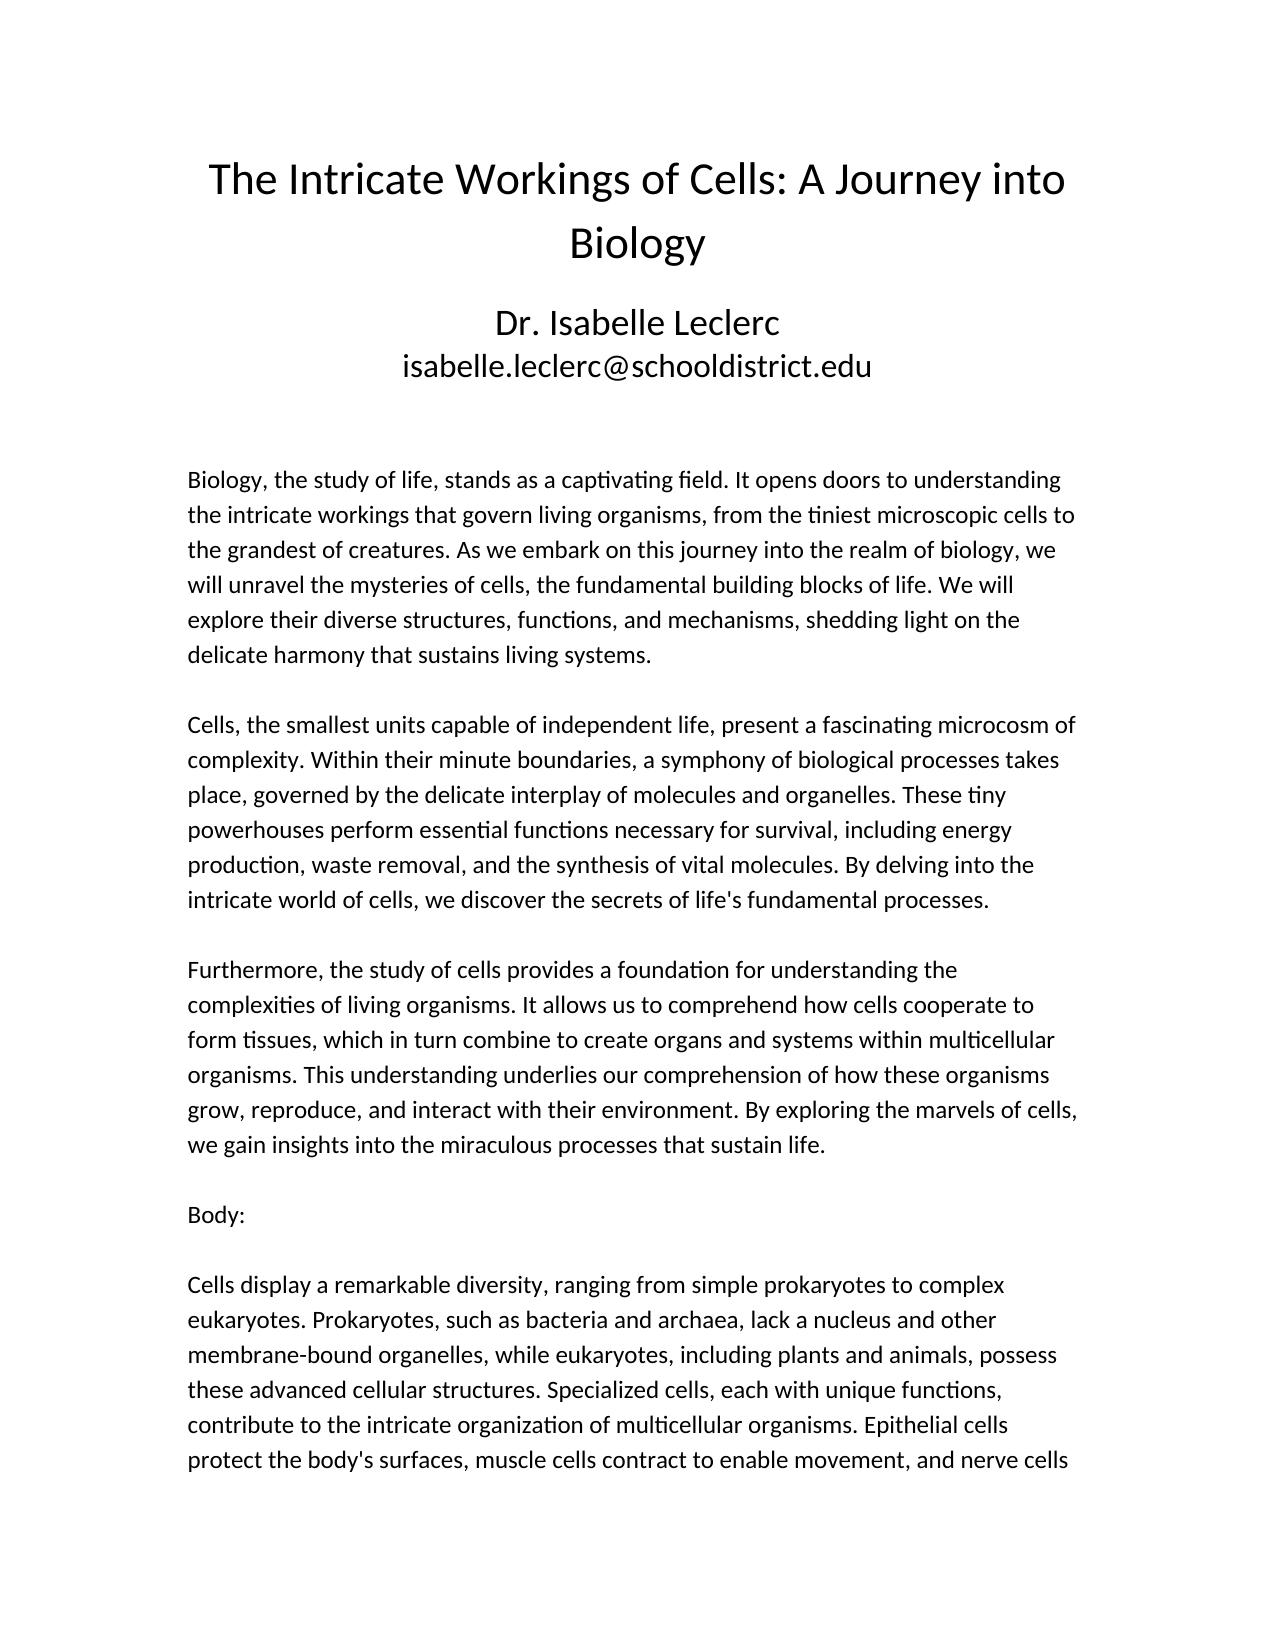 The Intricate Workings of Cells: A Journey into
Biology
Dr. Isabelle Leclerc
isabelle.leclerc@schooldistrict.edu
Biology, the study of life, stands as a captivating field. It opens doors to understanding
the intricate workings that govern living organisms, from the tiniest microscopic cells to
the grandest of creatures. As we embark on this journey into the realm of biology, we
will unravel the mysteries of cells, the fundamental building blocks of life. We will
explore their diverse structures, functions, and mechanisms, shedding light on the
delicate harmony that sustains living systems.
Cells, the smallest units capable of independent life, present a fascinating microcosm of
complexity. Within their minute boundaries, a symphony of biological processes takes
place, governed by the delicate interplay of molecules and organelles. These tiny
powerhouses perform essential functions necessary for survival, including energy
production, waste removal, and the synthesis of vital molecules. By delving into the
intricate world of cells, we discover the secrets of life's fundamental processes.
Furthermore, the study of cells provides a foundation for understanding the
complexities of living organisms. It allows us to comprehend how cells cooperate to
form tissues, which in turn combine to create organs and systems within multicellular
organisms. This understanding underlies our comprehension of how these organisms
grow, reproduce, and interact with their environment. By exploring the marvels of cells,
we gain insights into the miraculous processes that sustain life.
Body:
Cells display a remarkable diversity, ranging from simple prokaryotes to complex
eukaryotes. Prokaryotes, such as bacteria and archaea, lack a nucleus and other
membrane-bound organelles, while eukaryotes, including plants and animals, possess
these advanced cellular structures. Specialized cells, each with unique functions,
contribute to the intricate organization of multicellular organisms. Epithelial cells
protect the body's surfaces, muscle cells contract to enable movement, and nerve cells